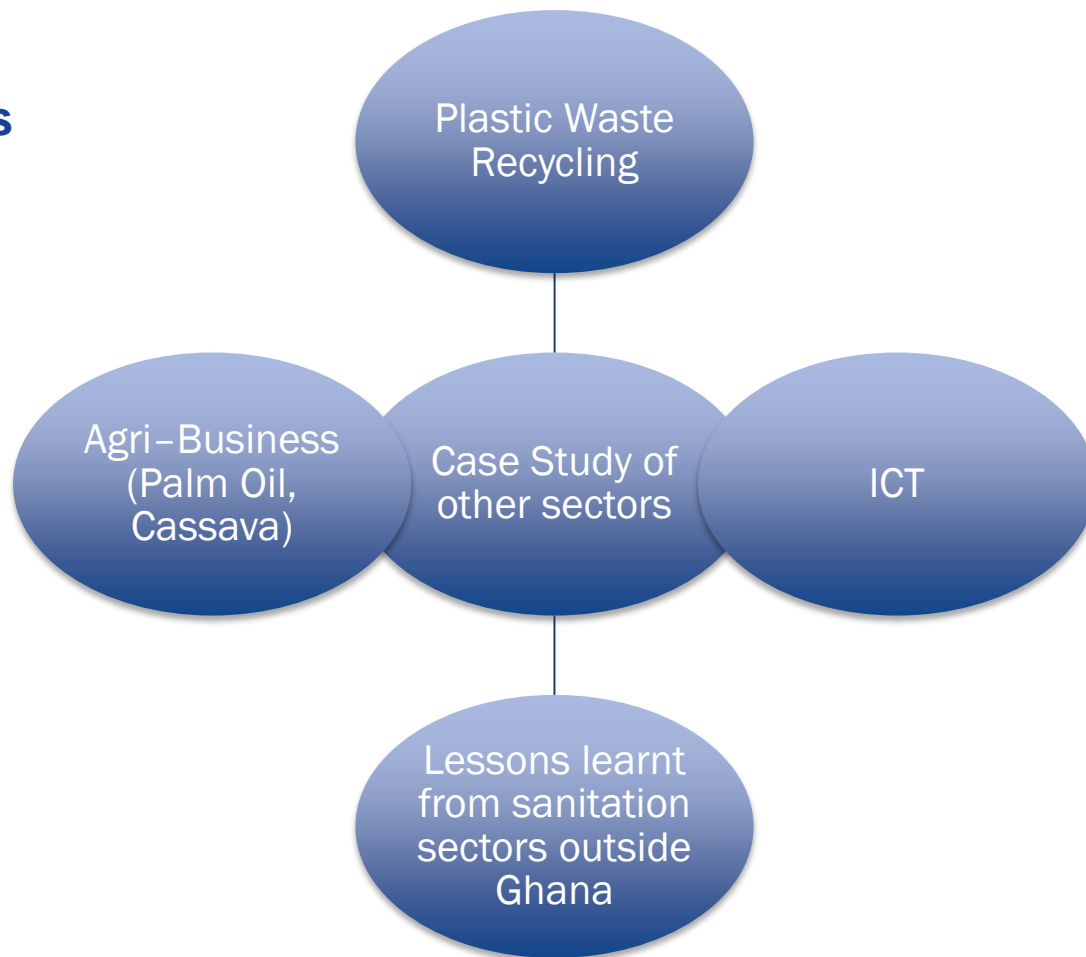 Plastic Waste
Recycling
Agri–Business
(Palm Oil,
Cassava)
Case Study of
other sectors
ICT
Lessons learnt
from sanitation
sectors outside
Ghana